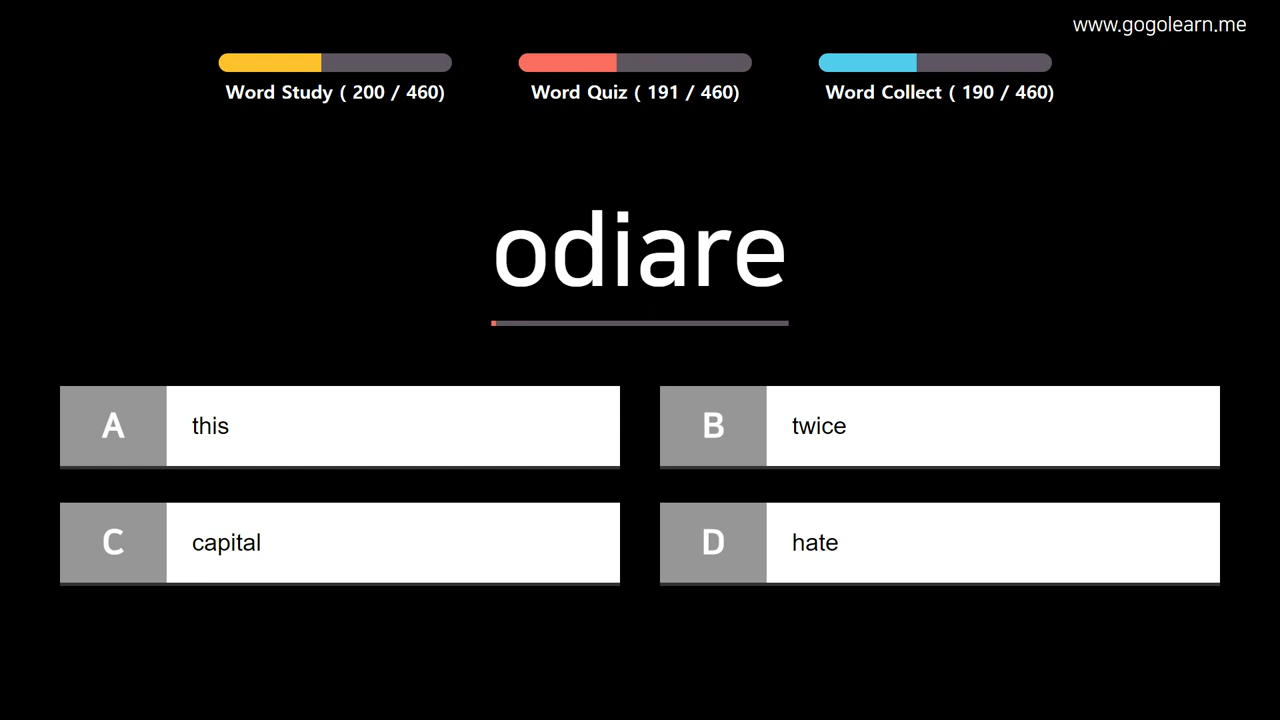 www.gogolearn.me
Word Study ( 200 / 460)
Word Quiz ( 191 / 460)
Word Collect ( 190 / 460)
odiare
A this
B twice
C capital
D hate